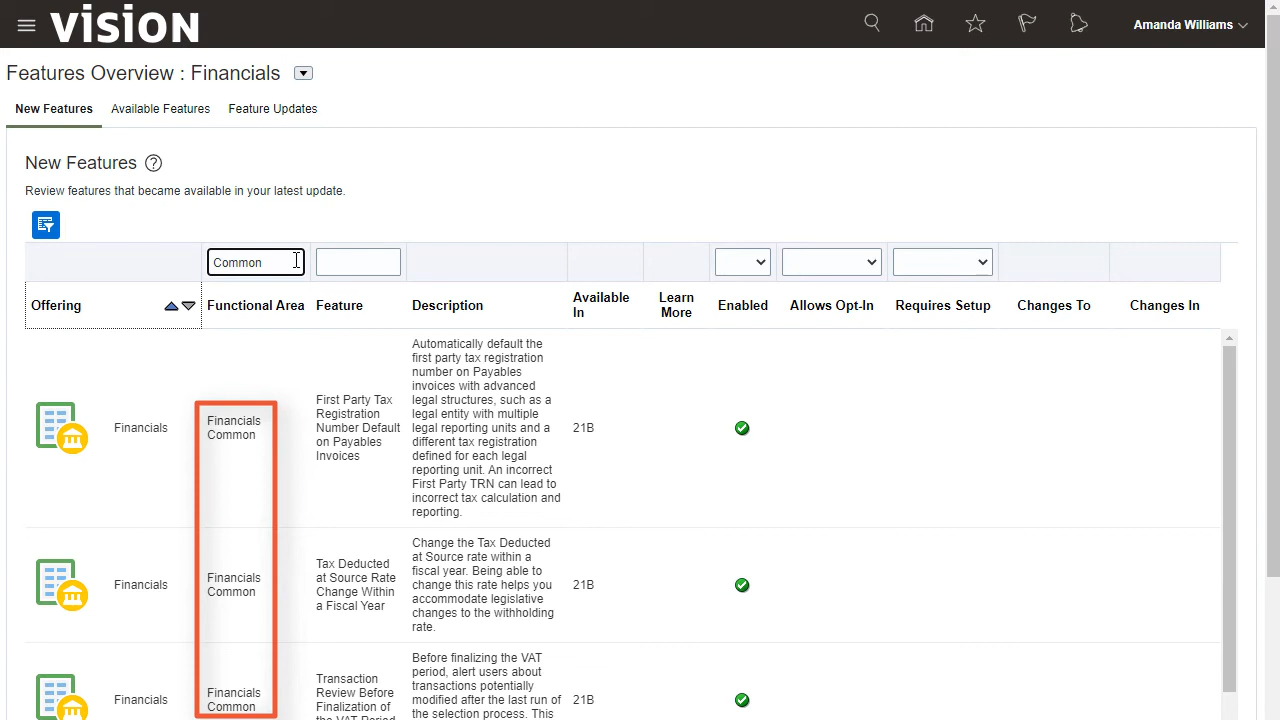 vision
Amanda Williams
Features Overview : Financials
New Features
Available Features
Feature Updates
New Features
Review features that became available in your latest update.
Common
Offering
Functional Area
Feature
Description
Available
In
Learn
More
Enabled
Allows Opt-In
Requires Setup
Changes To
Changes In
Financials
Financials
Common
First Party Tax
Registration
Number Default
on Payables
Invoices
Automatically default the
first party tax registration
number on Payables
invoices with advanced
legal structures, such as a
legal entity with multiple
legal reporting units and a
different tax registration
defined for each legal
reporting unit. An incorrect
First Party TRN can lead to
incorrect tax calculation and
reporting.
21B
Financials
Financials
Common
Tax Deducted
at Source Rate
Change Within
a Fiscal Year
Change the Tax Deducted
at Source rate within a
fiscal year. Being able to
change this rate helps you
accommodate legislative
changes to the withholding
rate.
21B
Financials
Financials
Common
Transaction
Review Before
Finalization of
the VAT Period
Before finalizing the VAT
period, alert users about
transactions potentially
modified after the last run of
the selection process. This
21B